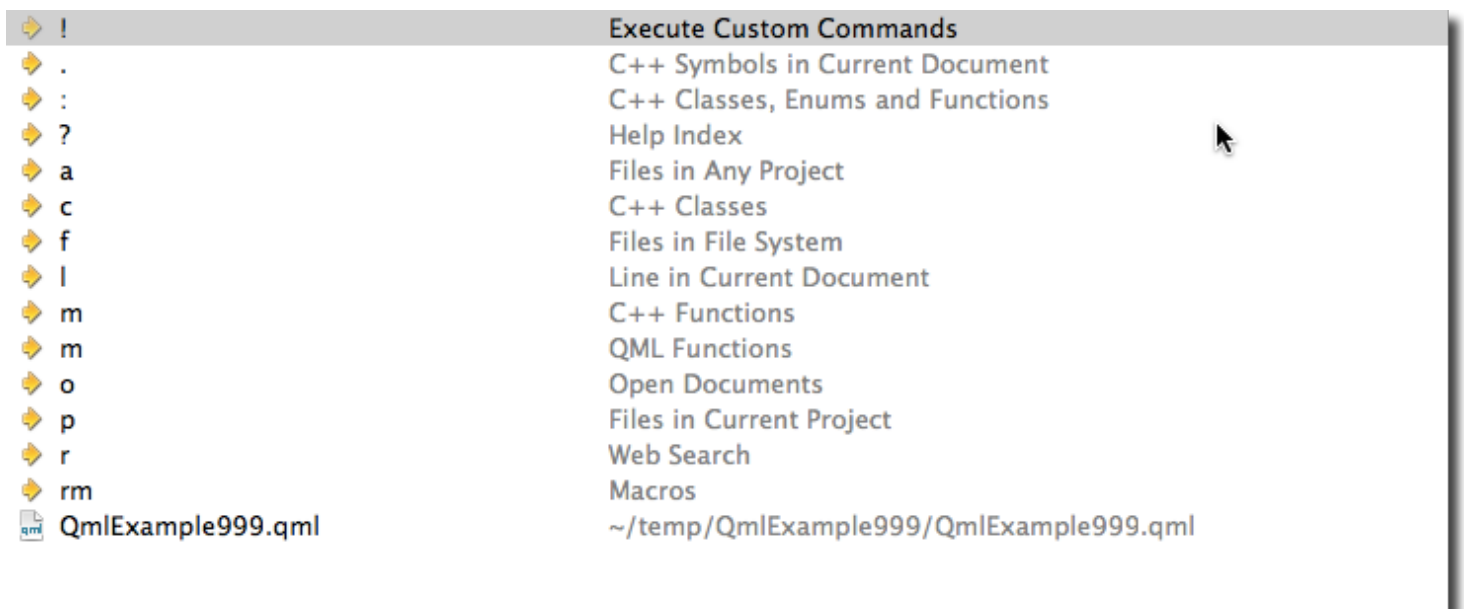 ! Execute Custom Commands
. C++ Symbols in Current Document
: C++ Classes, Enums and Functions
? Help Index
a Files in Any Project
c C++ Classes
f Files in File System
l Line in Current Document
m C++ Functions
m QML Functions
o Open Documents
p Files in Current Project
r Web Search
rm Macros
qml QmlExample999.qml ~/temp/QmlExample999/QmlExample999.qml